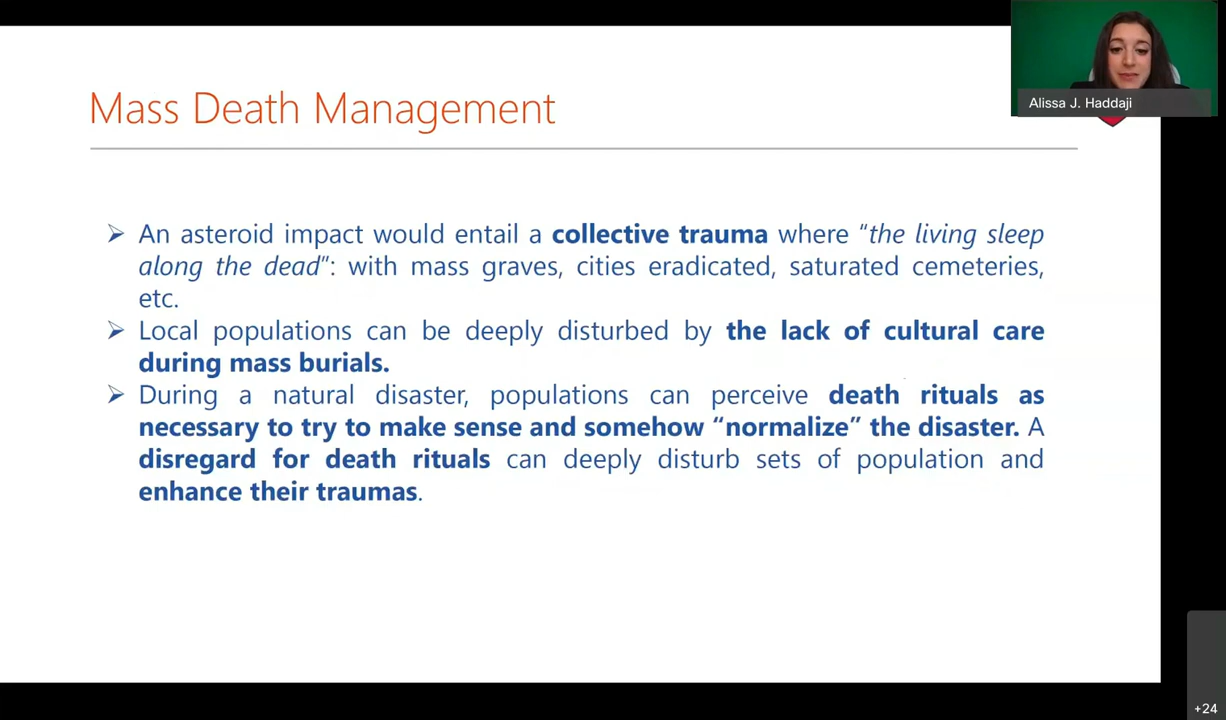 Alissa J. Haddaji
Mass Death Management
➢ An asteroid impact would entail a collective trauma where “the living sleep
along the dead”: with mass graves, cities eradicated, saturated cemeteries,
etc.
➢ Local populations can be deeply disturbed by the lack of cultural care
during mass burials.
➢ During a natural disaster, populations can perceive death rituals as
necessary to try to make sense and somehow “normalize” the disaster. A
disregard for death rituals can deeply disturb sets of population and
enhance their traumas.
+24